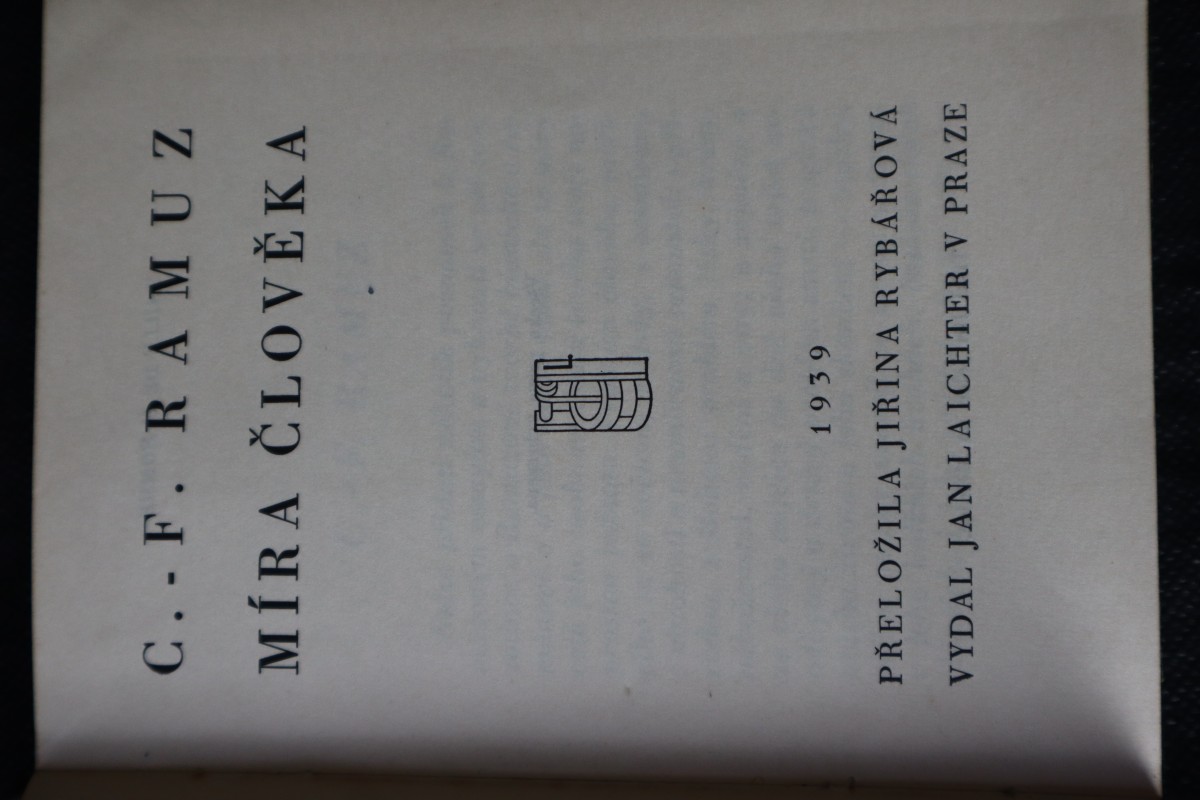 C.-F. RAMUZ
MÍRA ČLOVĚKA
1939
PŘELOŽILA JIŘINA RYBÁŘOVÁ
VYDAL JAN LAICHTER V PRAZE